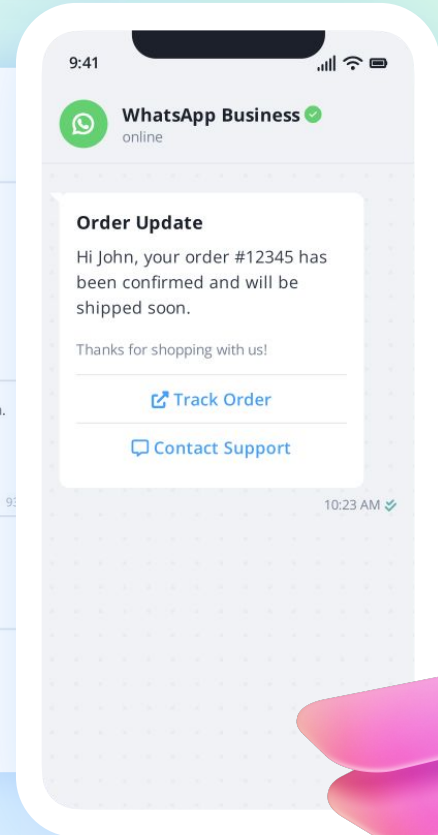 9:41
WhatsApp Business
online
Order Update
Hi John, your order #12345 has
been confirmed and will be
shipped soon.
Thanks for shopping with us!
Track Order
Contact Support
10:23 AM